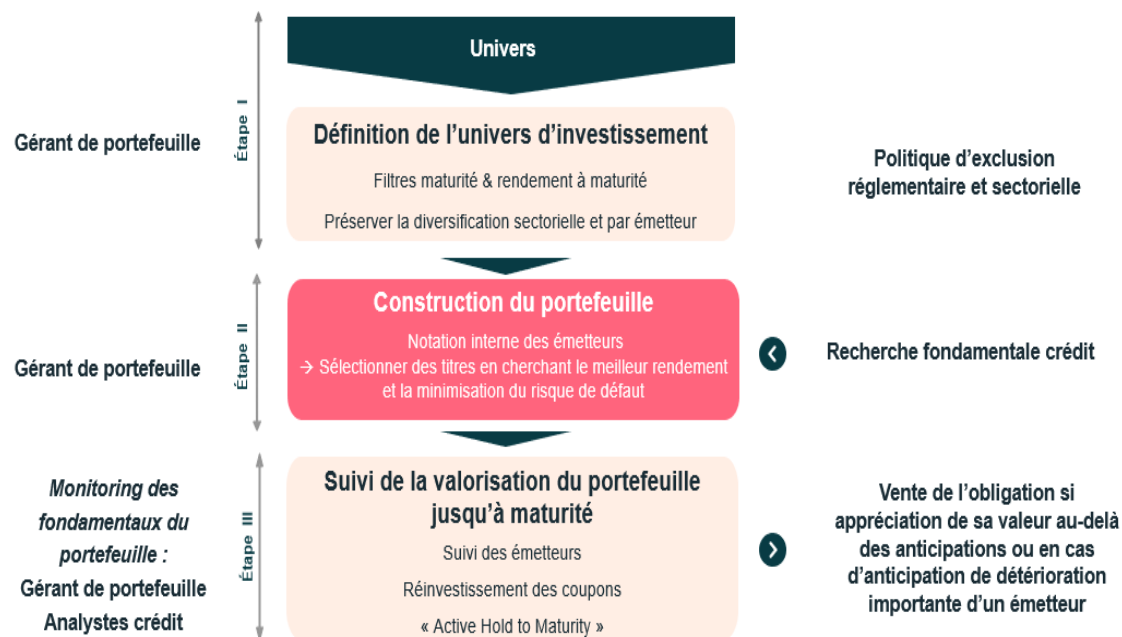 Univers
Étape I
Gérant de portefeuille
Définition de l’univers d’investissement
Filtres maturité & rendement à maturité
Préserver la diversification sectorielle et par émetteur
Politique d’exclusion
réglementaire et sectorielle
Étape II
Gérant de portefeuille
Construction du portefeuille
Notation interne des émetteurs
→ Sélectionner des titres en cherchant le meilleur rendement
et la minimisation du risque de défaut
Recherche fondamentale crédit
Étape III
Monitoring des
fondamentaux du
portefeuille :
Gérant de portefeuille
Analystes crédit
Suivi de la valorisation du portefeuille
jusqu’à maturité
Suivi des émetteurs
Réinvestissement des coupons
« Active Hold to Maturity »
Vente de l’obligation si
appréciation de sa valeur au-delà
des anticipations ou en cas
d’anticipation de détérioration
importante d’un émetteur